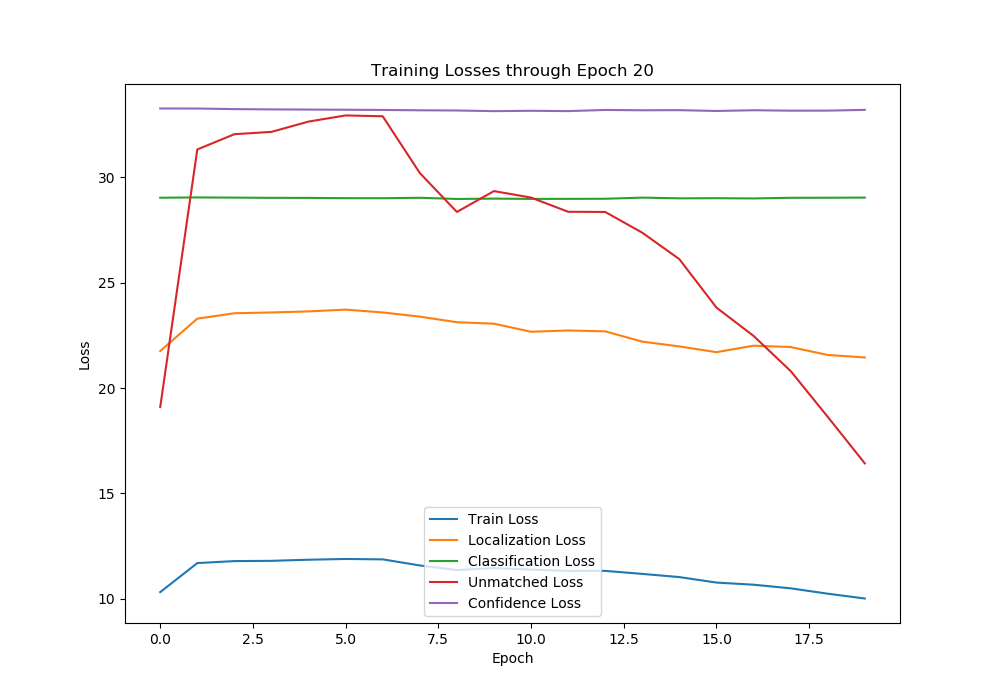 Training Losses through Epoch 20
Loss
30
25
20
15
10
Train Loss
Localization Loss
Classification Loss
Unmatched Loss
Confidence Loss
0.0 2.5 5.0 7.5 10.0 12.5 15.0 17.5
Epoch